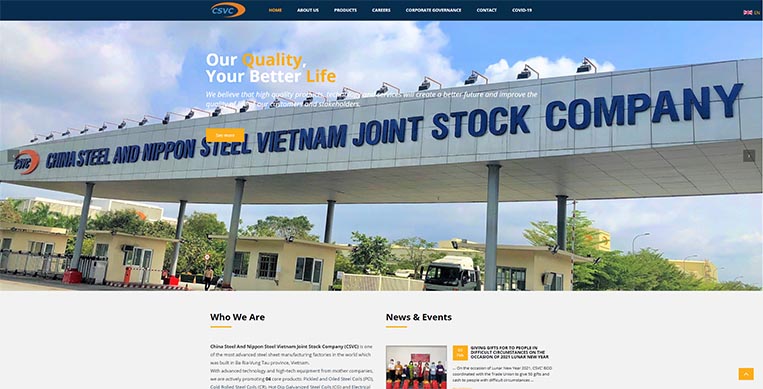 CSVC
HOME ABOUT US PRODUCTS CAREERS CORPORATE GOVERNANCE CONTACT COVID-19
EN
Our Quality,
Your Better Life
We believe that high quality products, technology and services will create a better future and improve the
quality of life of our customers and stakeholders.
See more
CSVC CHINA STEEL AND NIPPON STEEL VIETNAM JOINT STOCK COMPANY
Who We Are
China Steel And Nippon Steel Vietnam Joint Stock Company (CSVC) is one
of the most advanced steel sheet manufacturing factories in the world which
was built in Ba Ria-Vung Tau province, Vietnam.
With advanced technology and high-tech equipment from mother companies,
we are actively promoting 04 core products: Pickled and Oiled Steel Coils (PO),
Cold Rolled Steel Coils (CR), Hot-Dip Galvanized Steel Coils (GI) and Electrical
News & Events
GIVING GIFTS FOR TO PEOPLE IN
DIFFICULT CIRCUMSTANCES ON THE
OCCASION OF 2021 LUNAR NEW YEAR
... On the occasion of Lunar New Year 2021, CSVC BOD
coordinated with the Trade Union to give 50 gifts and
cash to people with difficult circumstances ...